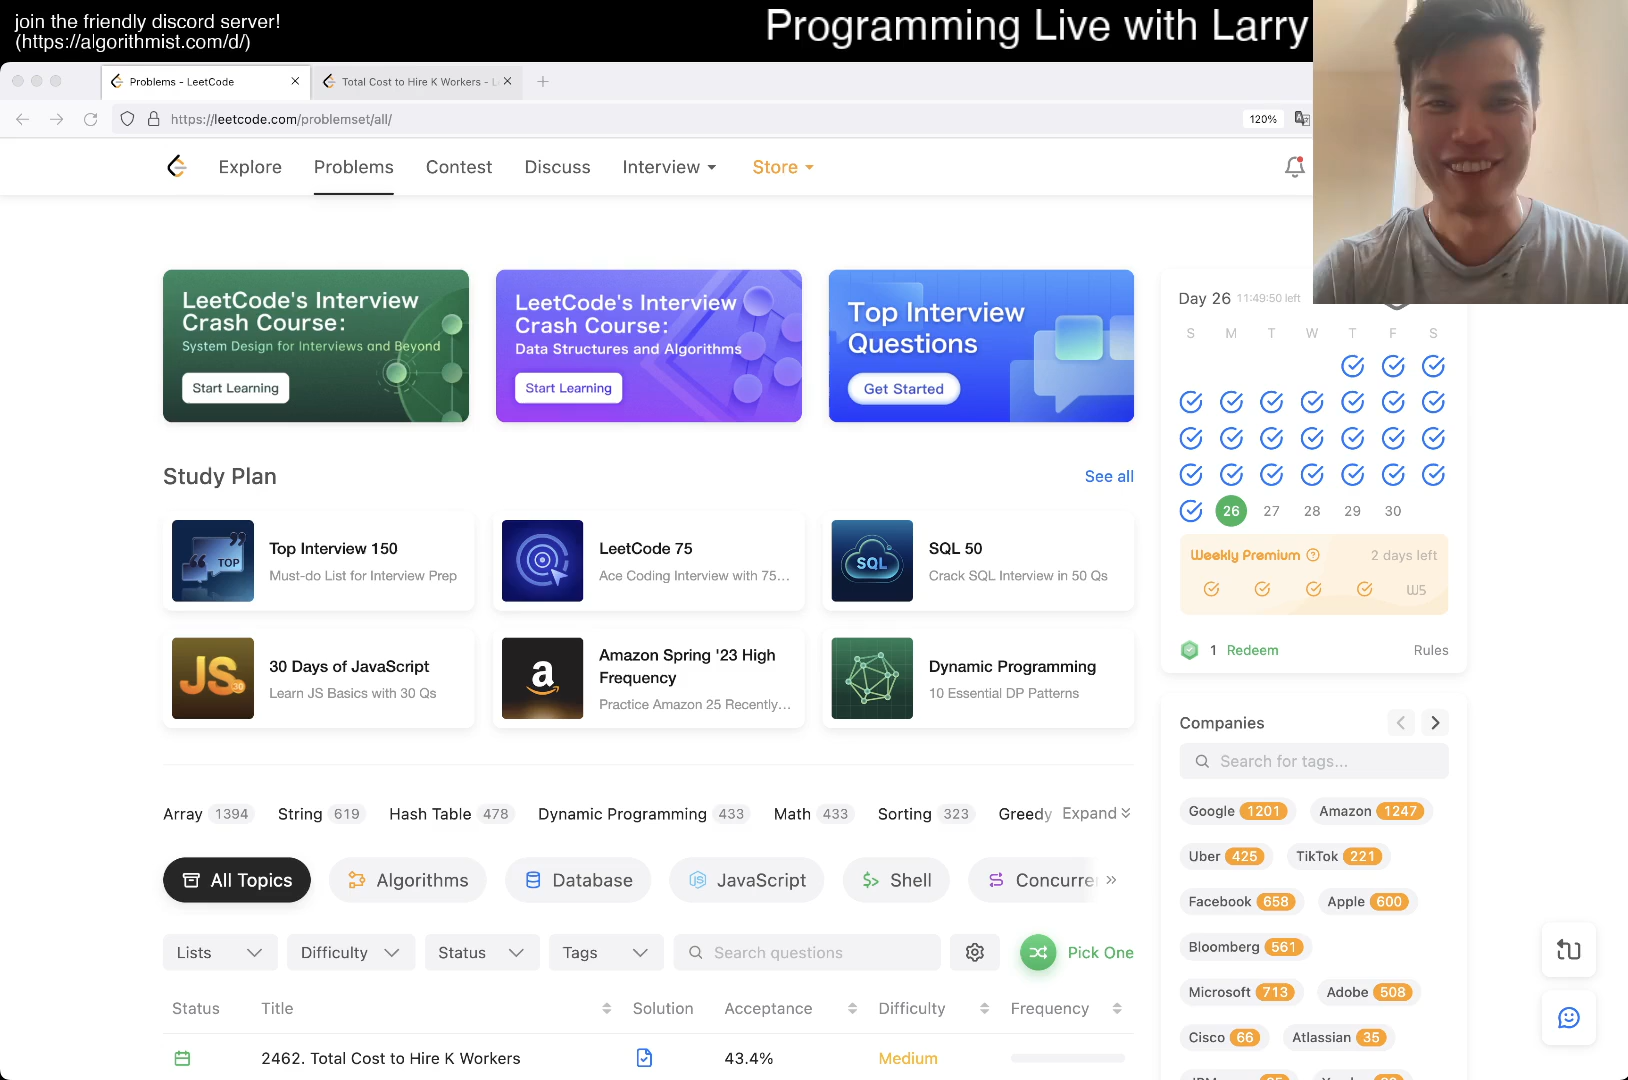 join the friendly discord server!
(https://algorithmist.com/d/)
Programming Live with Larry
Problems - LeetCode
Total Cost to Hire K Workers - L
https://leetcode.com/problemset/all/
120%
Explore
Problems
Contest
Discuss
Interview
Store
LeetCode's Interview
Crash Course:
System Design for Interviews and Beyond
Start Learning
LeetCode's Interview
Crash Course:
Data Structures and Algorithms
Start Learning
Top Interview
Questions
Get Started
Day 26 11:49:50 left
S M T W T F S
26 27 28 29 30
Weekly Premium 2 days left
W5
1 Redeem Rules
Study Plan
See all
TOP
Top Interview 150
Must-do List for Interview Prep
LeetCode 75
Ace Coding Interview with 75...
SQL
SQL 50
Crack SQL Interview in 50 Qs
JS 30
30 Days of JavaScript
Learn JS Basics with 30 Qs
a
Amazon Spring '23 High
Frequency
Practice Amazon 25 Recently...
Dynamic Programming
10 Essential DP Patterns
Companies
Search for tags...
Google 1201 Amazon 1247
Uber 425 TikTok 221
Facebook 658 Apple 600
Bloomberg 561
Microsoft 713 Adobe 508
Cisco 66 Atlassian 35
Array 1394 String 619 Hash Table 478 Dynamic Programming 433 Math 433 Sorting 323 Greedy Expand
All Topics Algorithms Database JavaScript Shell Concurre
Lists Difficulty Status Tags Search questions Pick One
Status Title Solution Acceptance Difficulty Frequency
2462. Total Cost to Hire K Workers 43.4% Medium